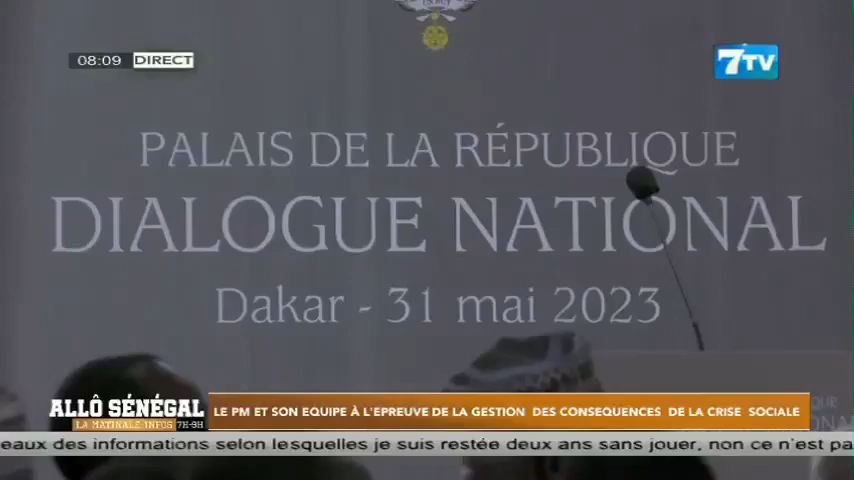 08:09 DIRECT
7TV
PALAIS DE LA RÉPUBLIQUE
DIALOGUE NATIONAL
Dakar - 31 mai 2023
ALLÔ SÉNÉGAL
LA MATINALE INFOS 7H-9H
LE PM ET SON EQUIPE À L'EPREUVE DE LA GESTION DES CONSEQUENCES DE LA CRISE SOCIALE
eaux des informations selon lesquelles je suis restée deux ans sans jouer, non ce n'est pa